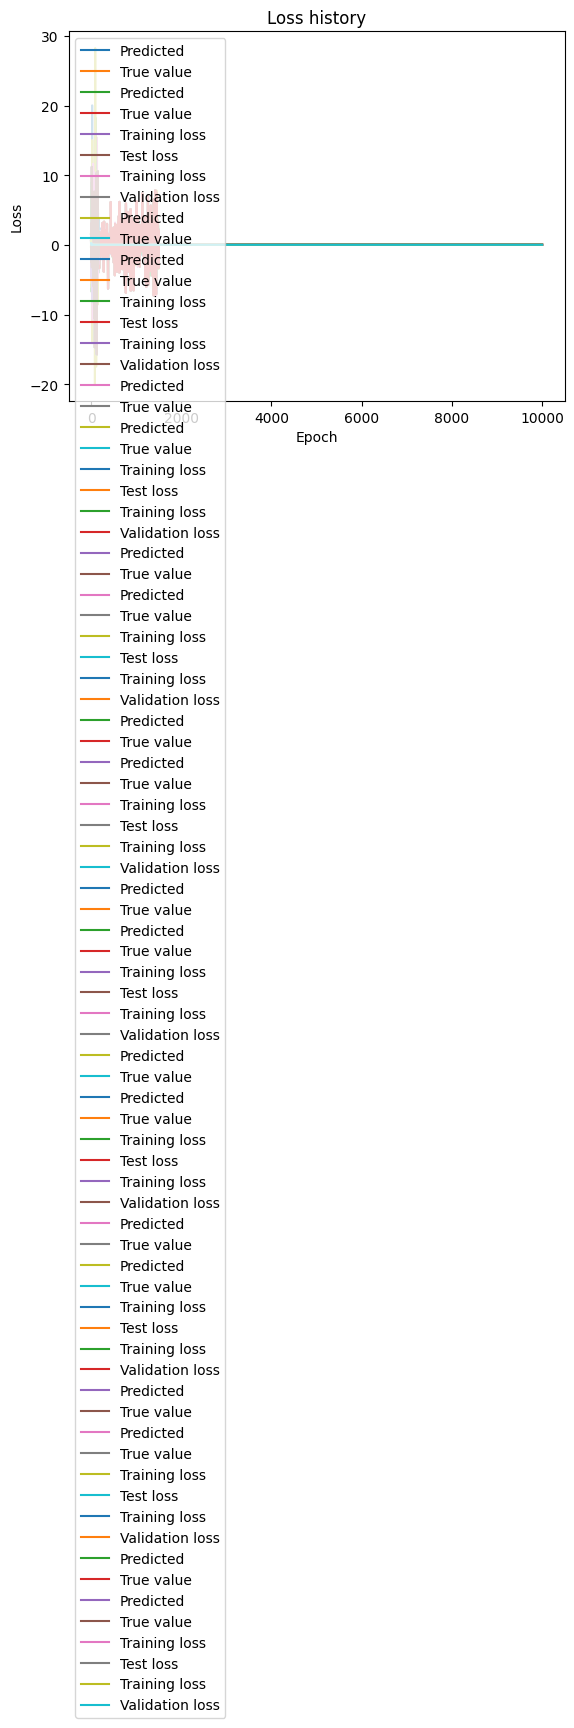 Loss history
30
20
10
0
−10
−20
Loss
0
2000
4000
6000
8000
10000
Epoch
Predicted
True value
Predicted
True value
Training loss
Test loss
Training loss
Validation loss
Predicted
True value
Predicted
True value
Training loss
Test loss
Training loss
Validation loss
Predicted
True value
Predicted
True value
Training loss
Test loss
Training loss
Validation loss
Predicted
True value
Predicted
True value
Training loss
Test loss
Training loss
Validation loss
Predicted
True value
Predicted
True value
Training loss
Test loss
Training loss
Validation loss
Predicted
True value
Predicted
True value
Training loss
Test loss
Training loss
Validation loss
Predicted
True value
Predicted
True value
Training loss
Test loss
Training loss
Validation loss
Predicted
True value
Predicted
True value
Training loss
Test loss
Training loss
Validation loss
Predicted
True value
Predicted
True value
Training loss
Test loss
Training loss
Validation loss
Predicted
True value
Predicted
True value
Training loss
Test loss
Training loss
Validation loss